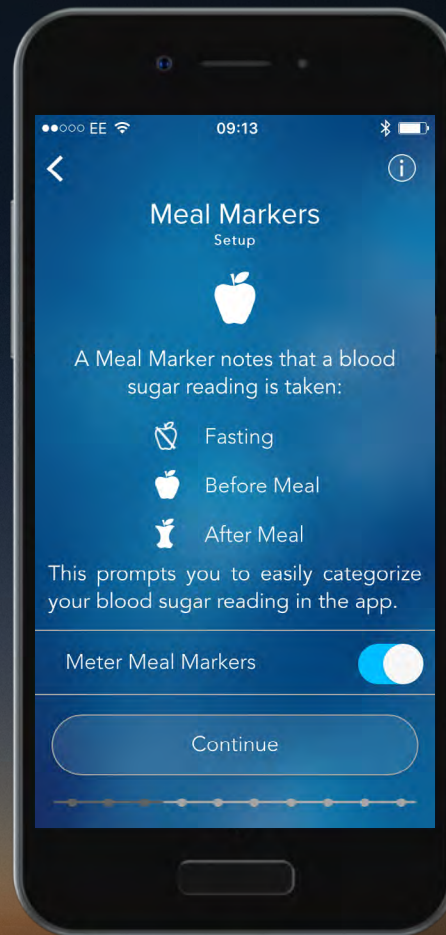 EE 09:13
Meal Markers
Setup
A Meal Marker notes that a blood
sugar reading is taken:
Fasting
Before Meal
After Meal
This prompts you to easily categorize
your blood sugar reading in the app.
Meter Meal Markers
Continue